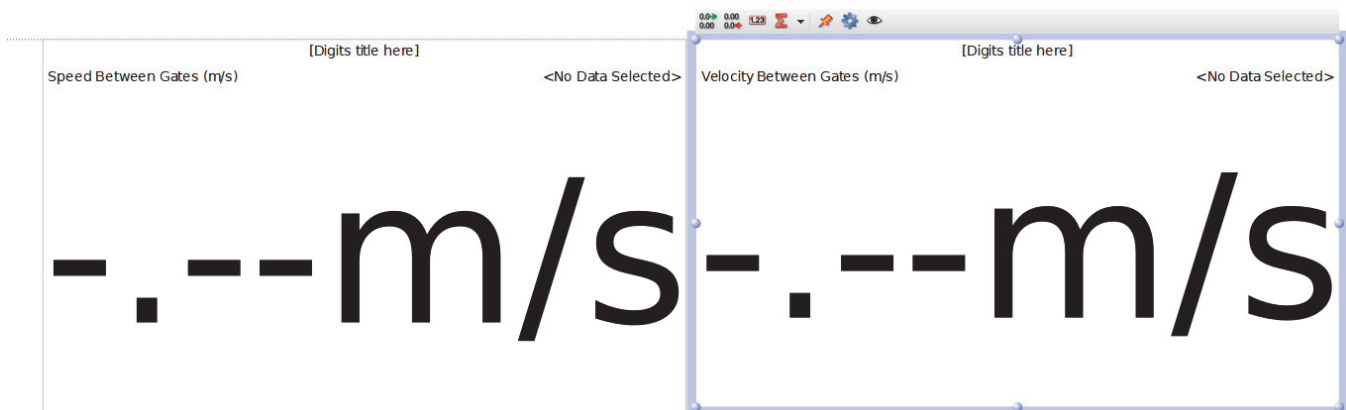 0.0 0.00 1.23
0.00 0.0
[Digits title here] [Digits title here]
Speed Between Gates (m/s) <No Data Selected> Velocity Between Gates (m/s) <No Data Selected>
-.--m/s -.--m/s